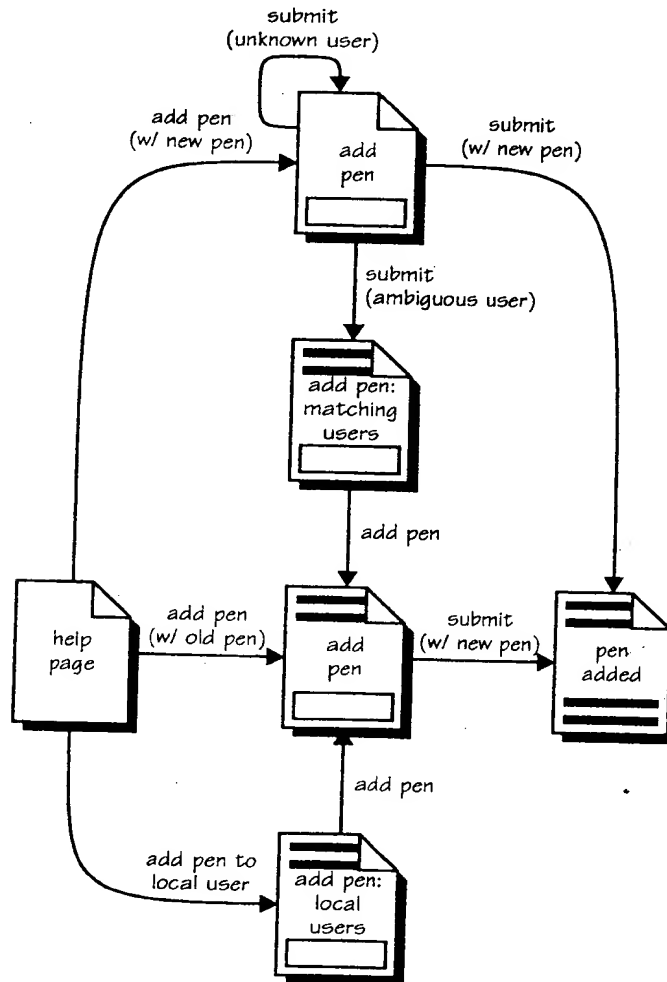 submit
(unknown user)
add pen
(w/ new pen)
add
pen
submit
(w/ new pen)
submit
(ambiguous user)
add pen:
matching
users
add pen
help
page
add pen
(w/ old pen)
add
pen
submit
(w/ new pen)
pen
added
add pen
add pen to
local user
add pen:
local
users